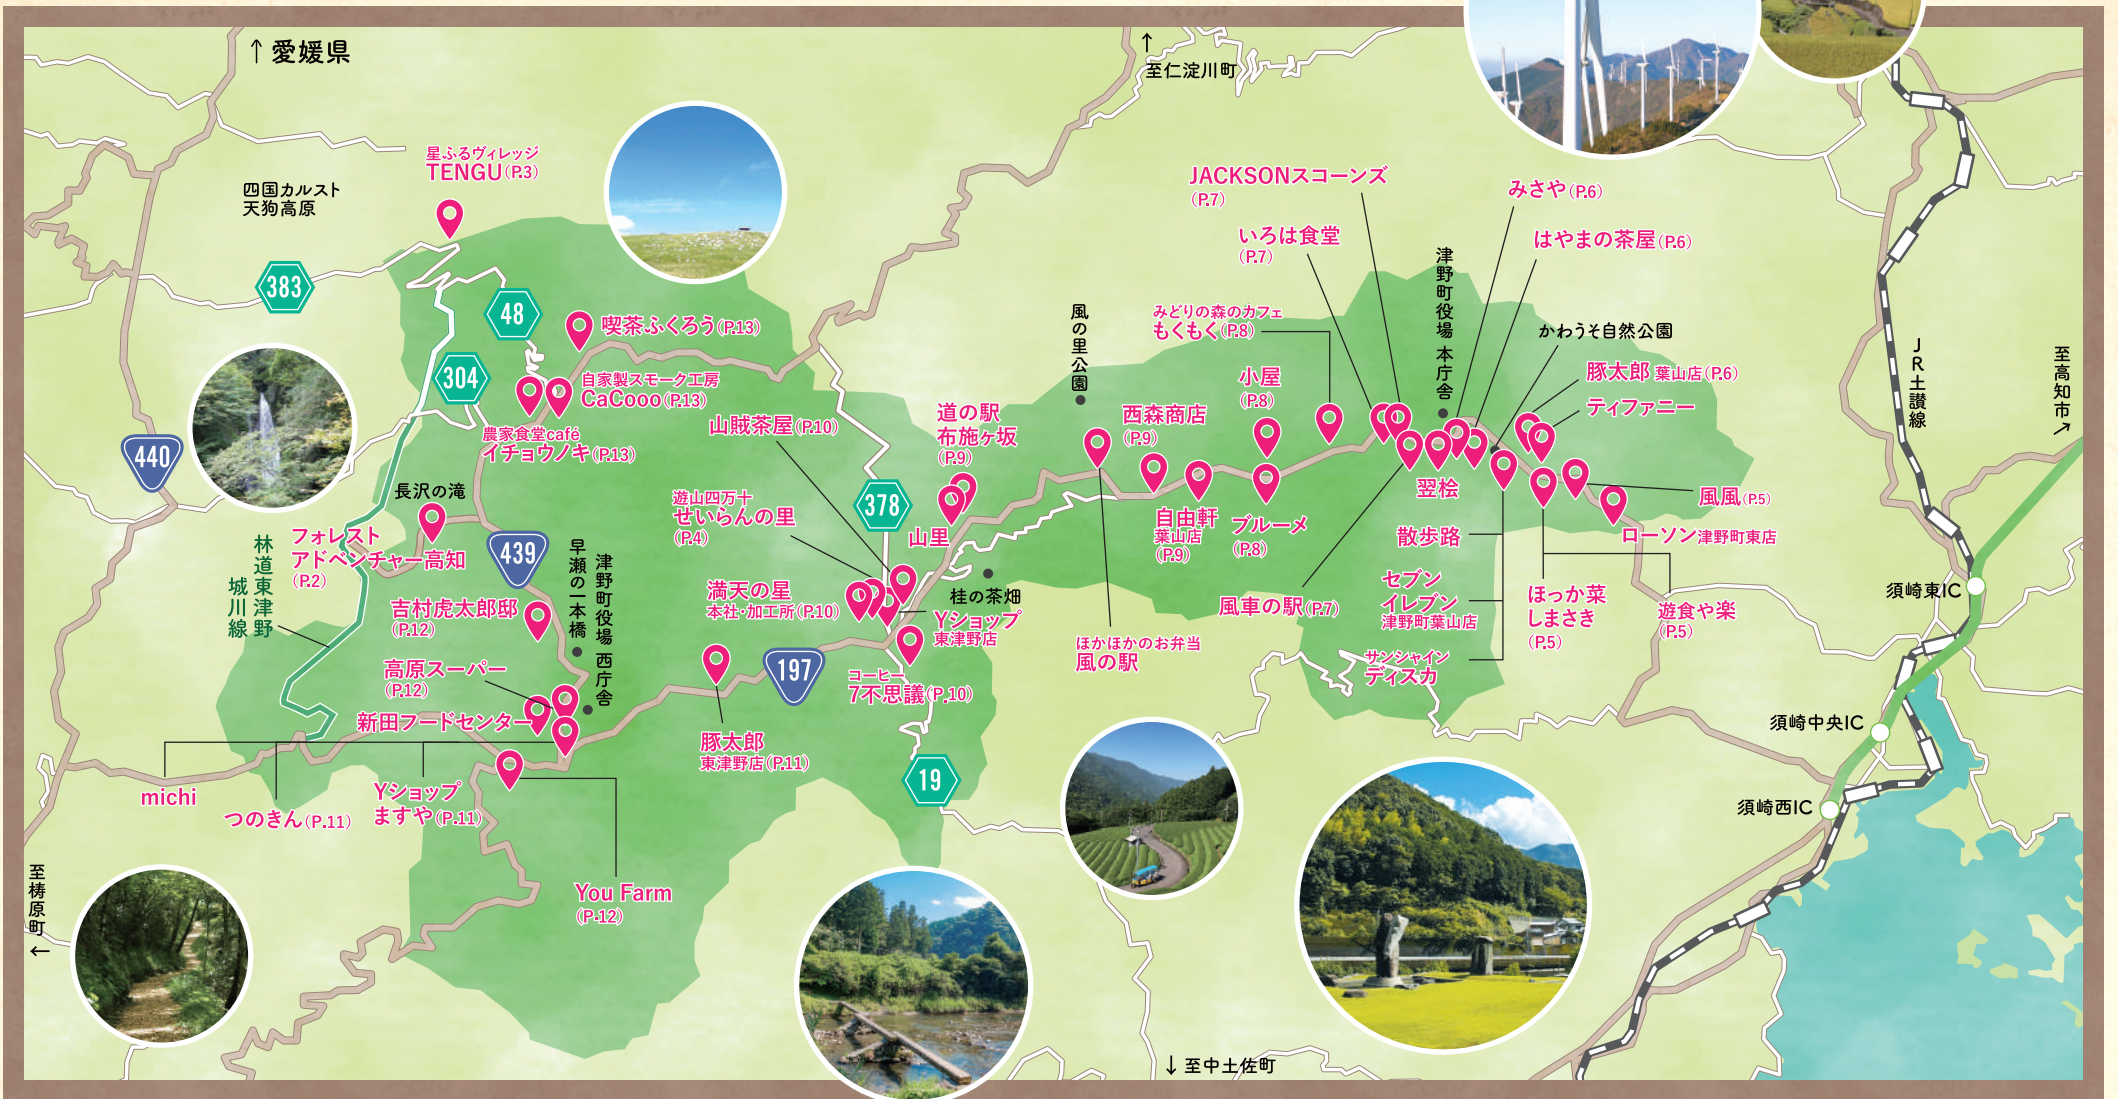 ↑ 愛媛県
↑
至仁淀川町
星ふるヴィレッジ
TENGU(P.3)
四国カルスト
天狗高原
383
48
304
440
喫茶ふくろう(P.13)
自家製スモーク工房
CaCooo(P.13)
農家食堂café
イチョウノキ(P.13)
長沢の滝
フォレスト
アドベンチャー高知
(P.2)
439
林道東津野
城川線
吉村虎太郎邸
(P.12)
早瀬の一本橋
津野町役場 西庁舎
高原スーパー
(P.12)
新田フードセンター
michi
つのきん(P.11)
Yショップ
ますや(P.11)
You Farm
(P.12)
至梼原町
←
山賊茶屋(P.10)
道の駅
布施ヶ坂
(P.9)
378
遊山四万十
せいらんの里
(P.4)
山里
満天の星
本社・加工所(P.10)
桂の茶畑
Yショップ
東津野店
コーヒー
7不思議(P.10)
197
豚太郎
東津野店(P.11)
19
風の里公園
西森商店
(P.9)
自由軒
葉山店
(P.9)
ブルーメ
(P.8)
ほかほかのお弁当
風の駅
JACKSONスコーンズ
(P.7)
いろは食堂
(P.7)
みどりの森のカフェ
もくもく(P.8)
小屋
(P.8)
津野町役場 本庁舎
みさや(P.6)
はやまの茶屋(P.6)
かわうそ自然公園
豚太郎 葉山店(P.6)
ティファニー
翌桧
風風(P.5)
ローソン津野町東店
散歩路
風車の駅(P.7)
セブン
イレブン
津野町葉山店
サンシャイン
ディスカ
ほっか菜
しまさき
(P.5)
遊食や楽
(P.5)
JR土讃線
至高知市
↗
須崎東IC
須崎中央IC
須崎西IC
↓ 至中土佐町